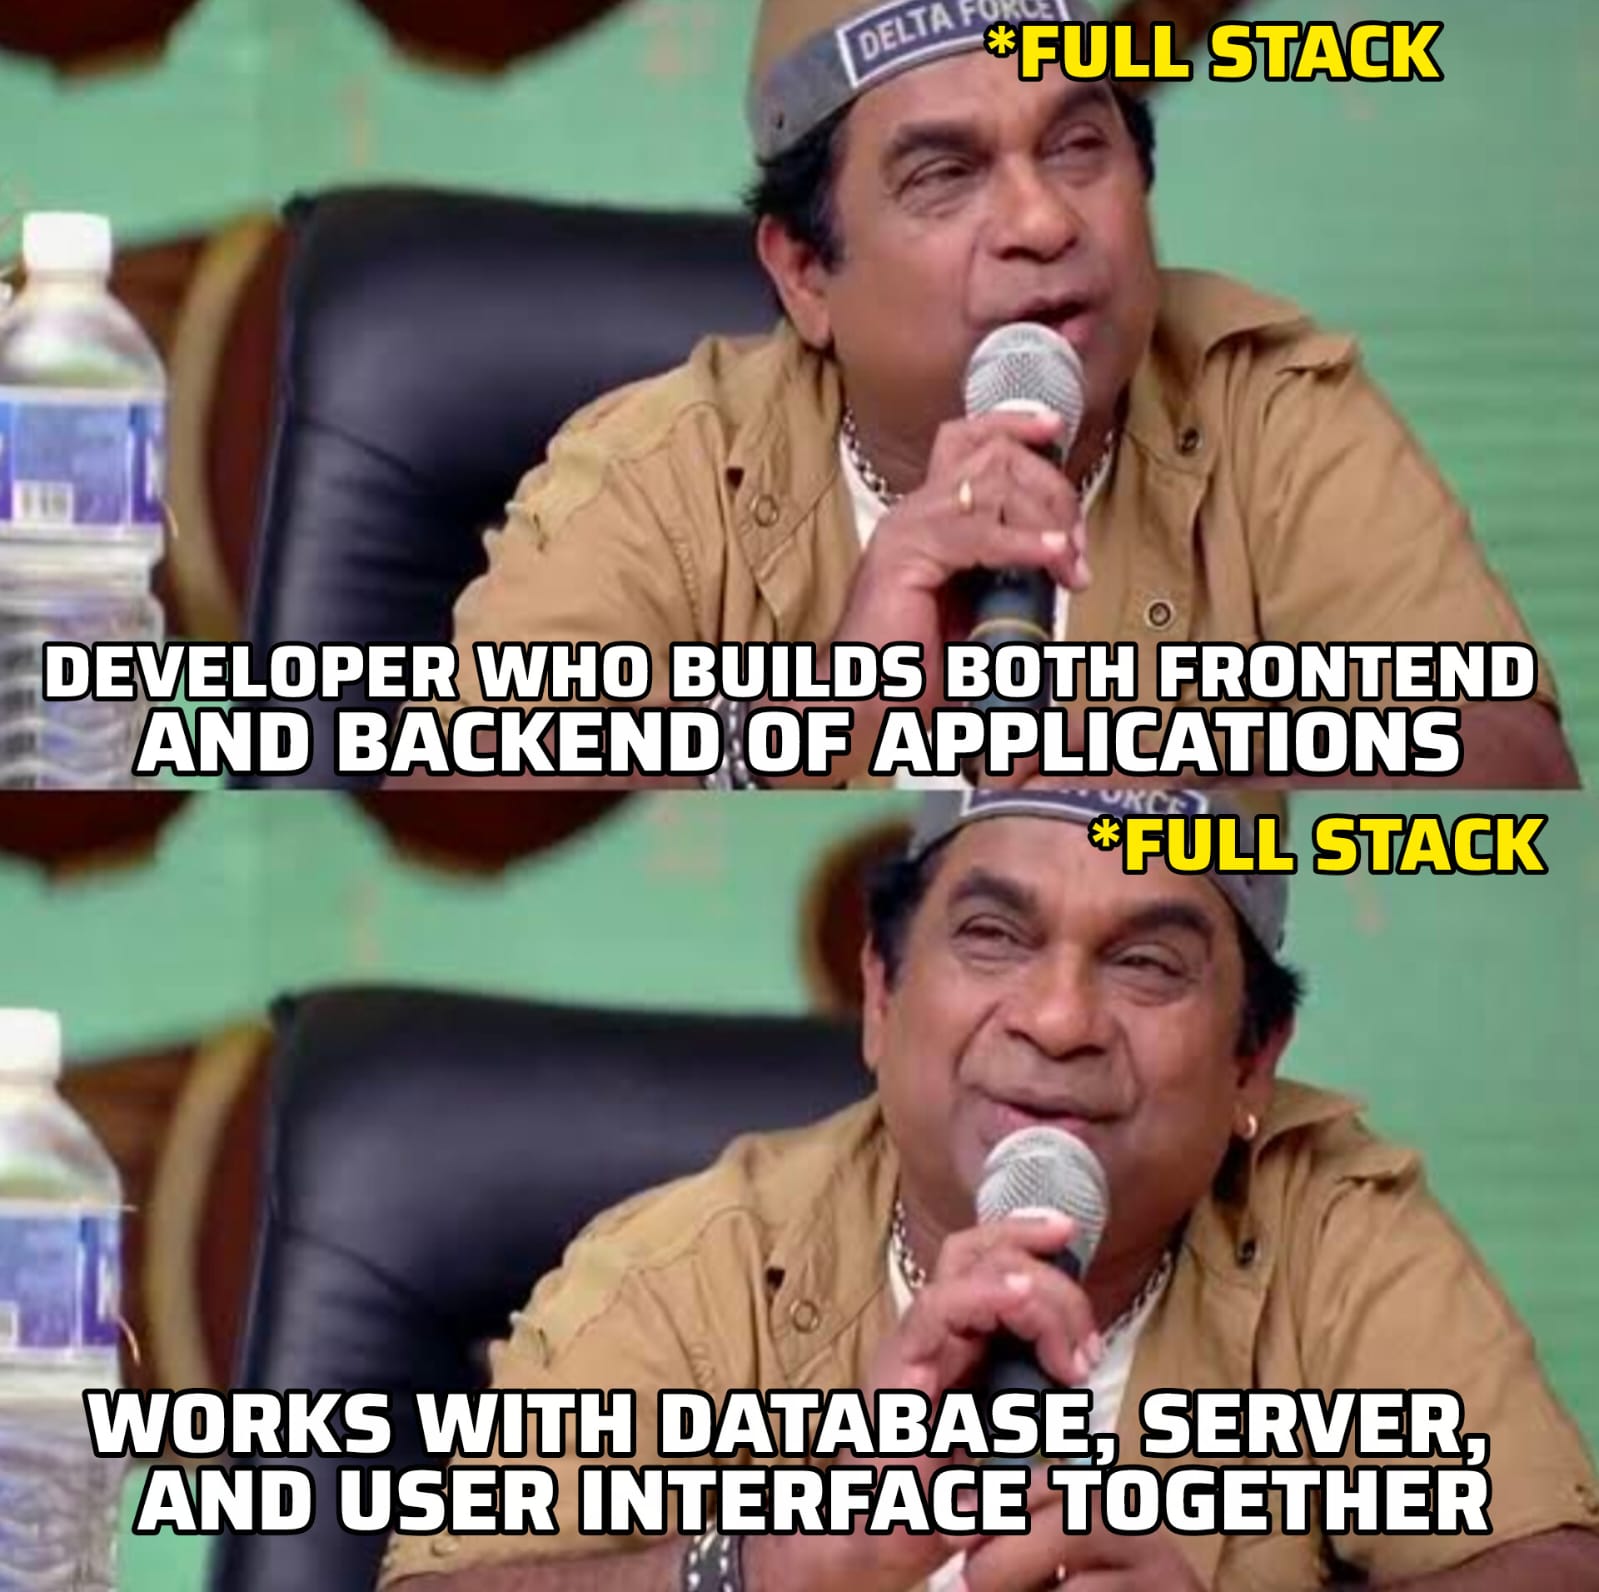 DELTA FORCE
*FULL STACK
DEVELOPER WHO BUILDS BOTH FRONTEND
AND BACKEND OF APPLICATIONS
FORCE
*FULL STACK
WORKS WITH DATABASE, SERVER,
AND USER INTERFACE TOGETHER